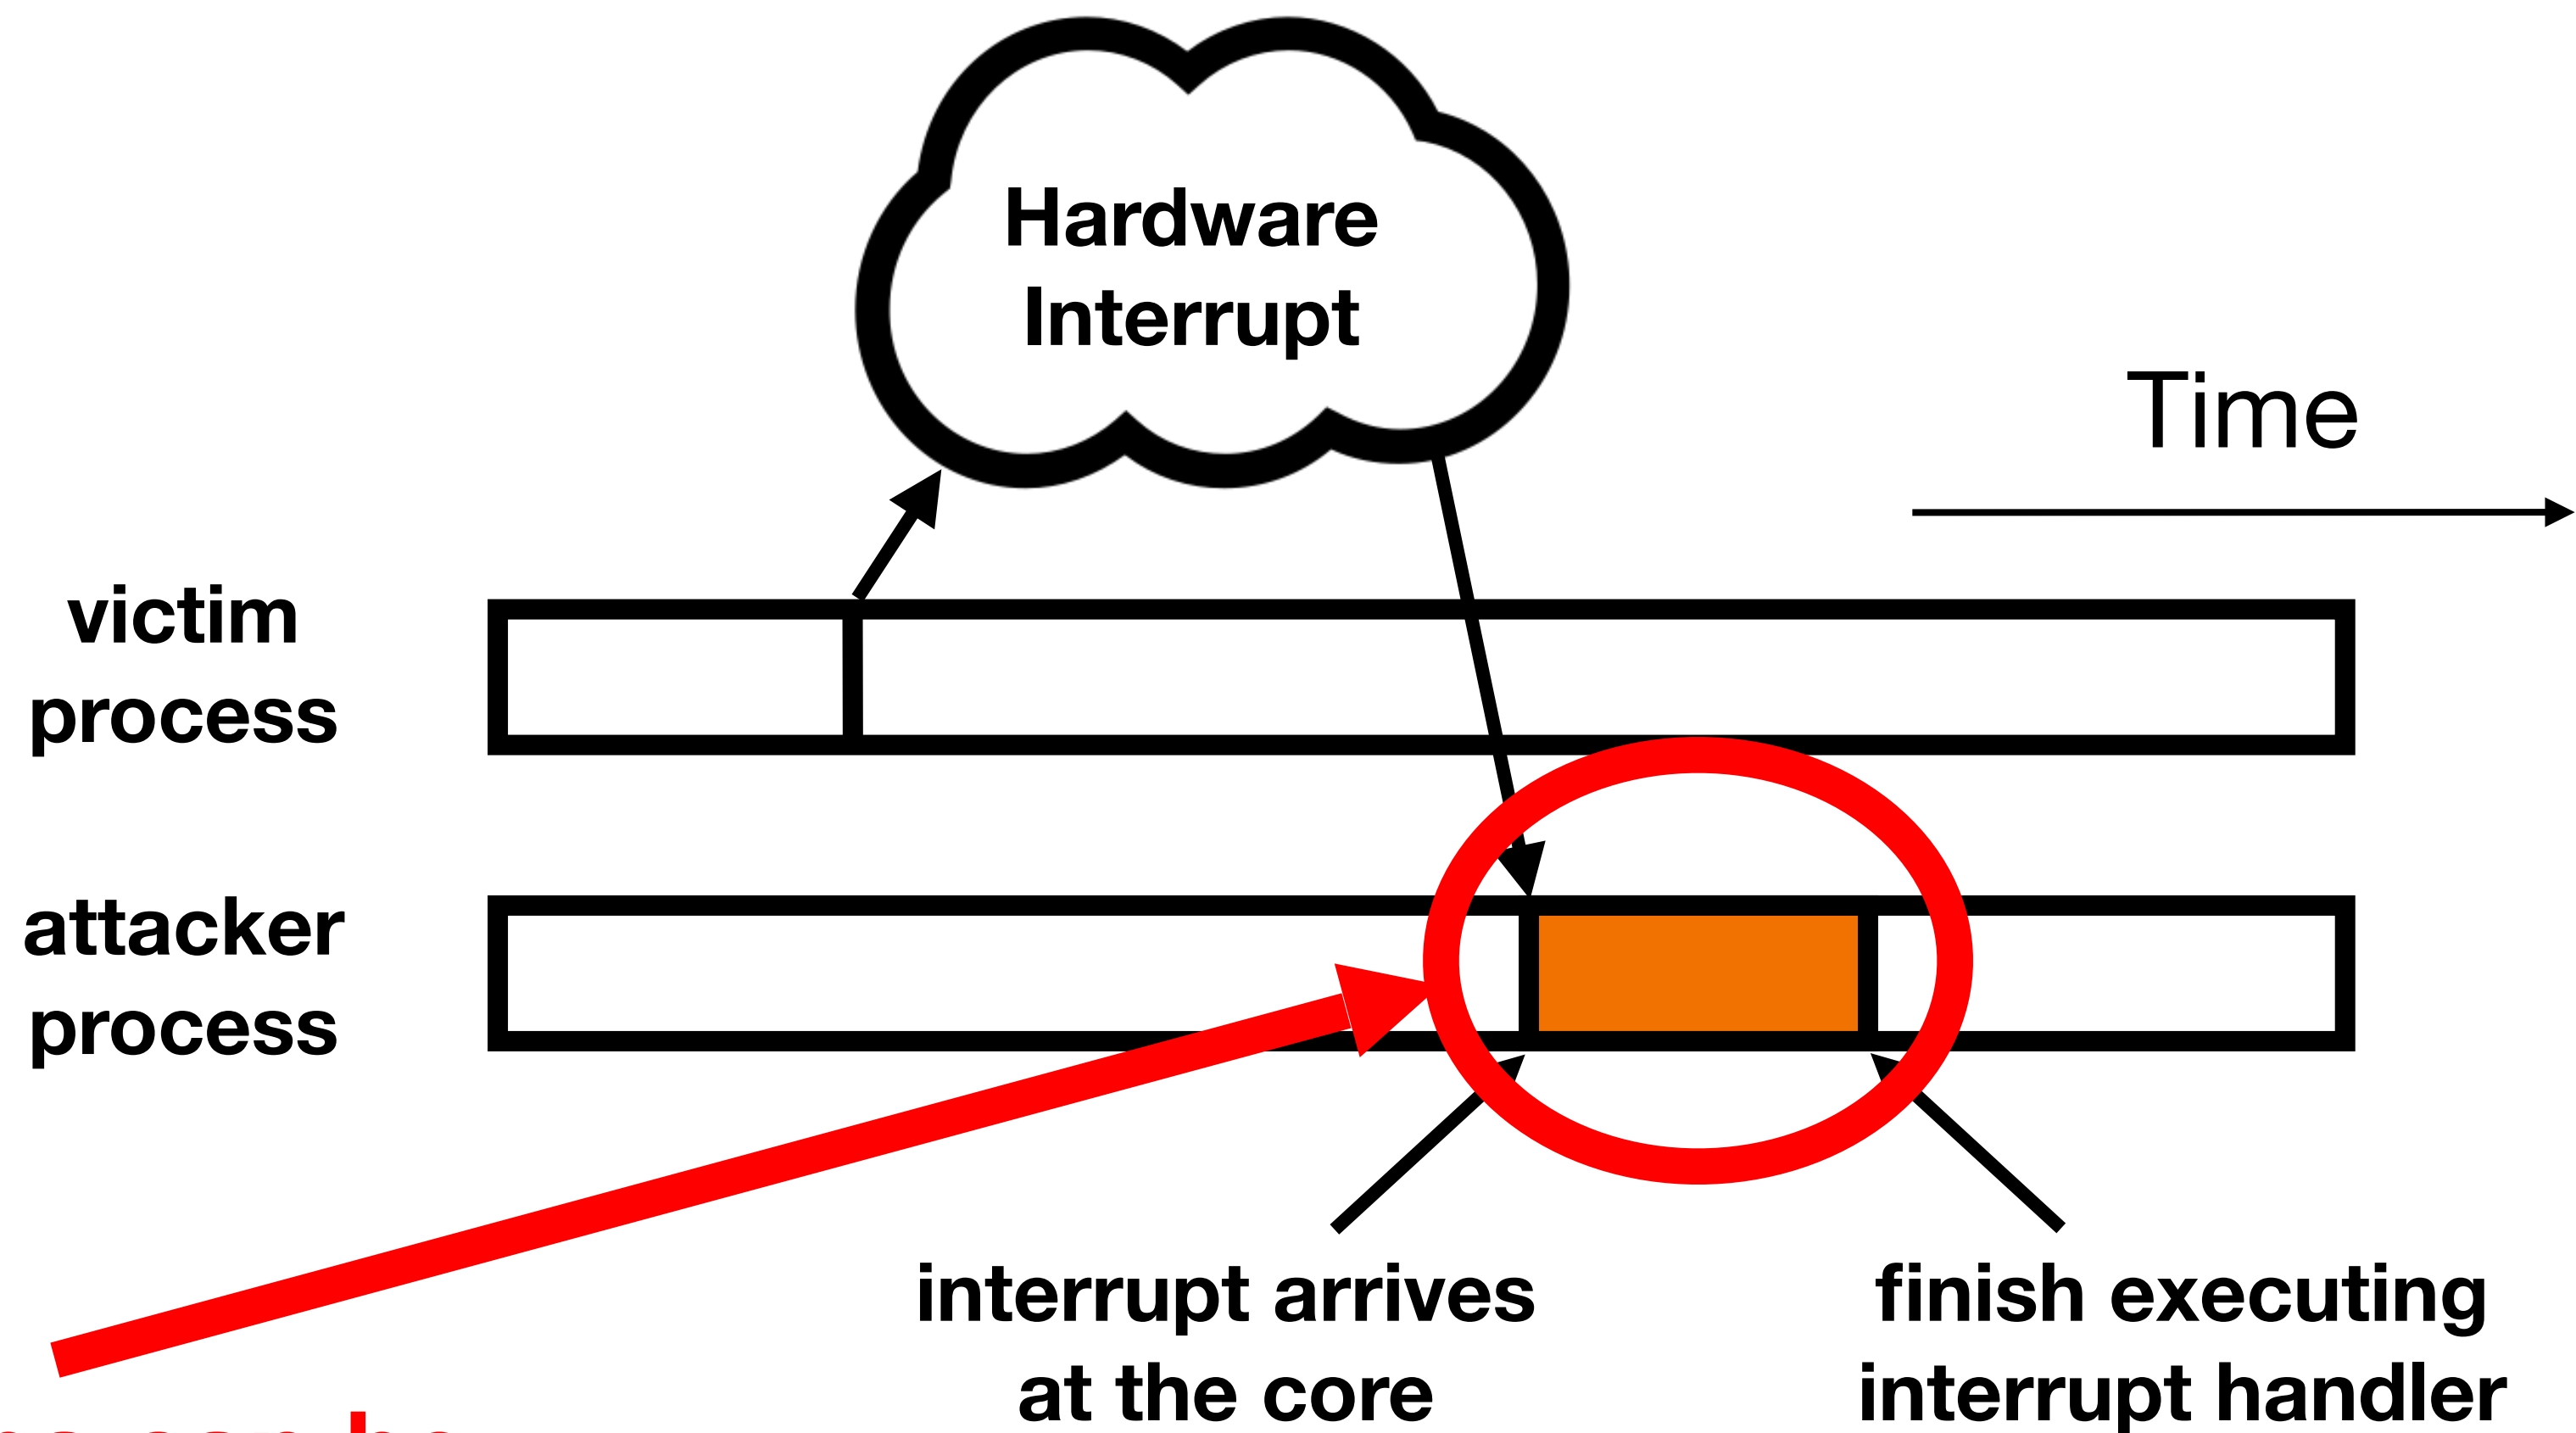 Hardware
Interrupt
Time
victim
process
attacker
process
interrupt arrives
at the core
finish executing
interrupt handler